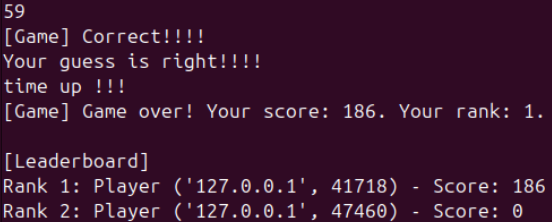 59
[Game] Correct!!!!
Your guess is right!!!!
time up !!!
[Game] Game over! Your score: 186. Your rank: 1.
[Leaderboard]
Rank 1: Player ('127.0.0.1', 41718) - Score: 186
Rank 2: Player ('127.0.0.1', 47460) - Score: 0